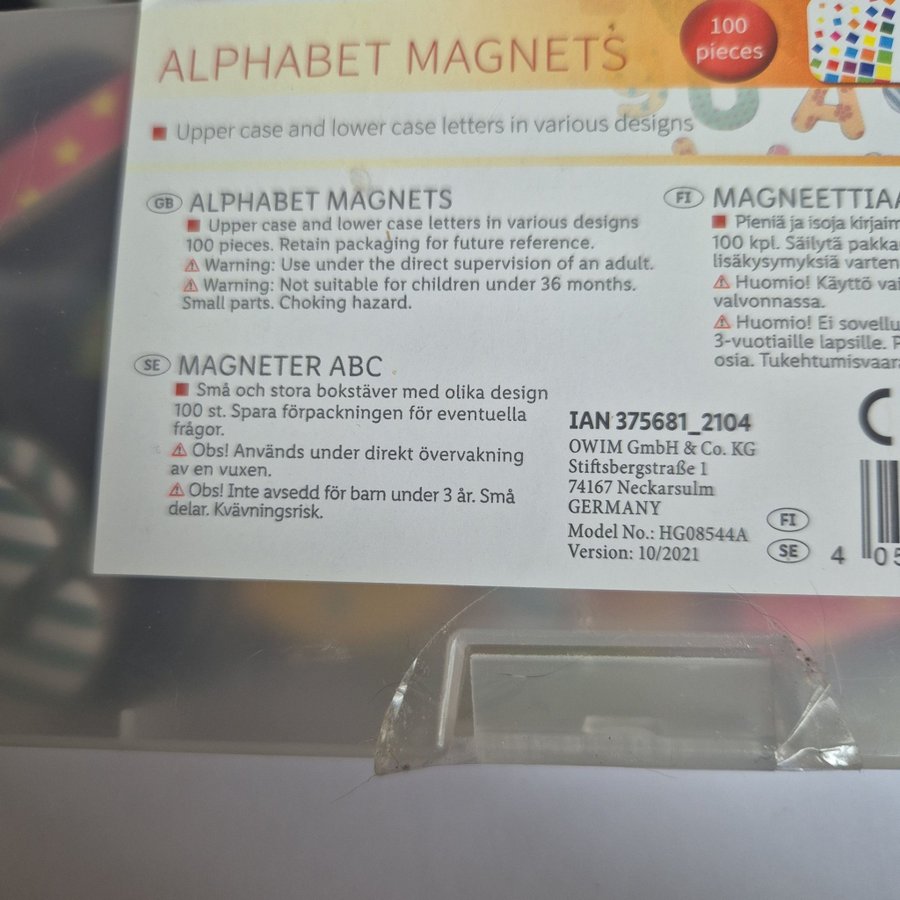 ALPHABET MAGNETS
100
pieces
Upper case and lower case letters in various designs
GB ALPHABET MAGNETS
Upper case and lower case letters in various designs
100 pieces. Retain packaging for future reference.
Warning: Use under the direct supervision of an adult.
Warning: Not suitable for children under 36 months.
Small parts. Choking hazard.
SE MAGNETER ABC
Små och stora bokstäver med olika design
100 st. Spara förpackningen för eventuella
frågor.
Obs! Används under direkt övervakning
av en vuxen.
Obs! Inte avsedd för barn under 3 år. Små
delar. Kvävningsrisk.
FI MAGNEETTIAA
Pieniä ja isoja kirjaim
100 kpl. Säilytä pakka
lisäkysymyksiä varten
Huomio! Käyttö vai
valvonnassa.
Huomio! Ei sovellu
3-vuotiaille lapsille. P
osia. Tukehtumisvaara
IAN 375681_2104
OWIM GmbH & Co. KG
Stiftsbergstraße 1
74167 Neckarsulm
GERMANY
Model No.: HG08544A
Version: 10/2021
FI
SE
4 05